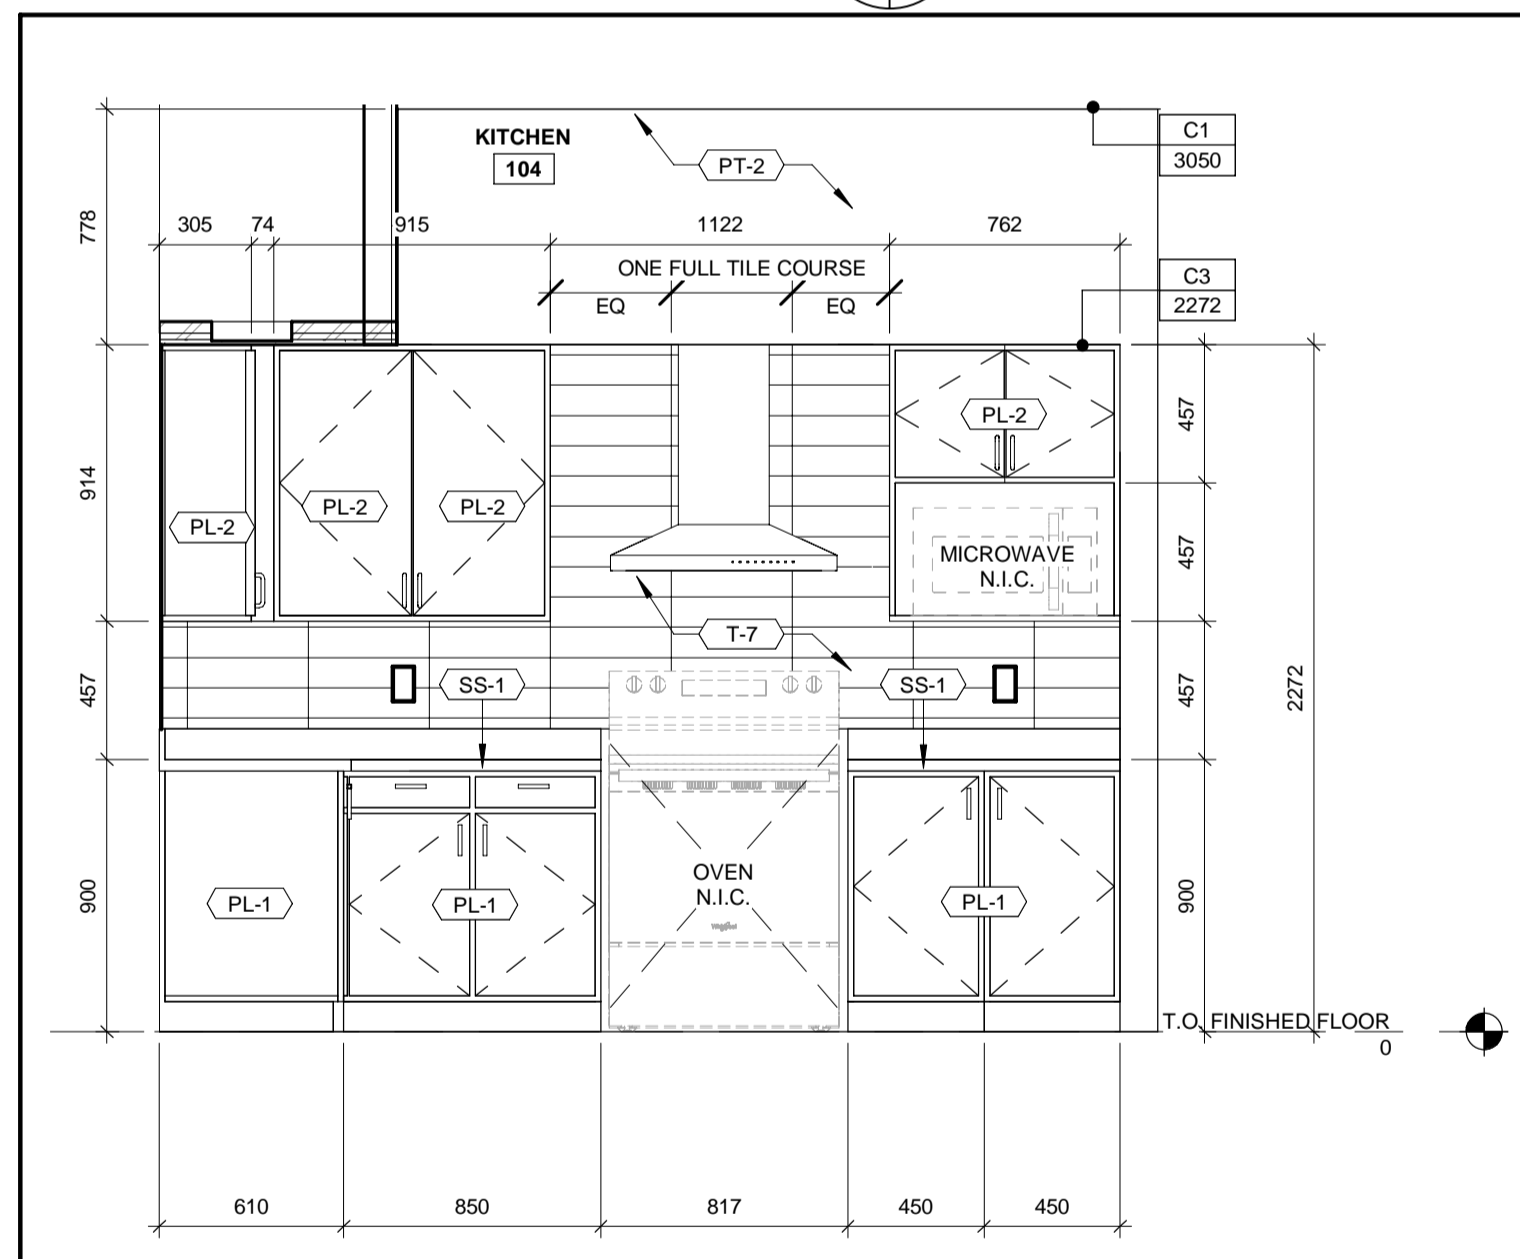 KITCHEN
104
PT-2
C1
3050
778
305
74
915
1122
762
ONE FULL TILE COURSE
EQ
EQ
C3
2272
914
PL-2
PL-2
PL-2
PL-2
457
MICROWAVE
N.I.C.
457
T-7
457
SS-1
SS-1
457
2272
900
PL-1
PL-1
OVEN
N.I.C.
PL-1
900
Whirlpool
T.O. FINISHED FLOOR
0
610
850
817
450
450